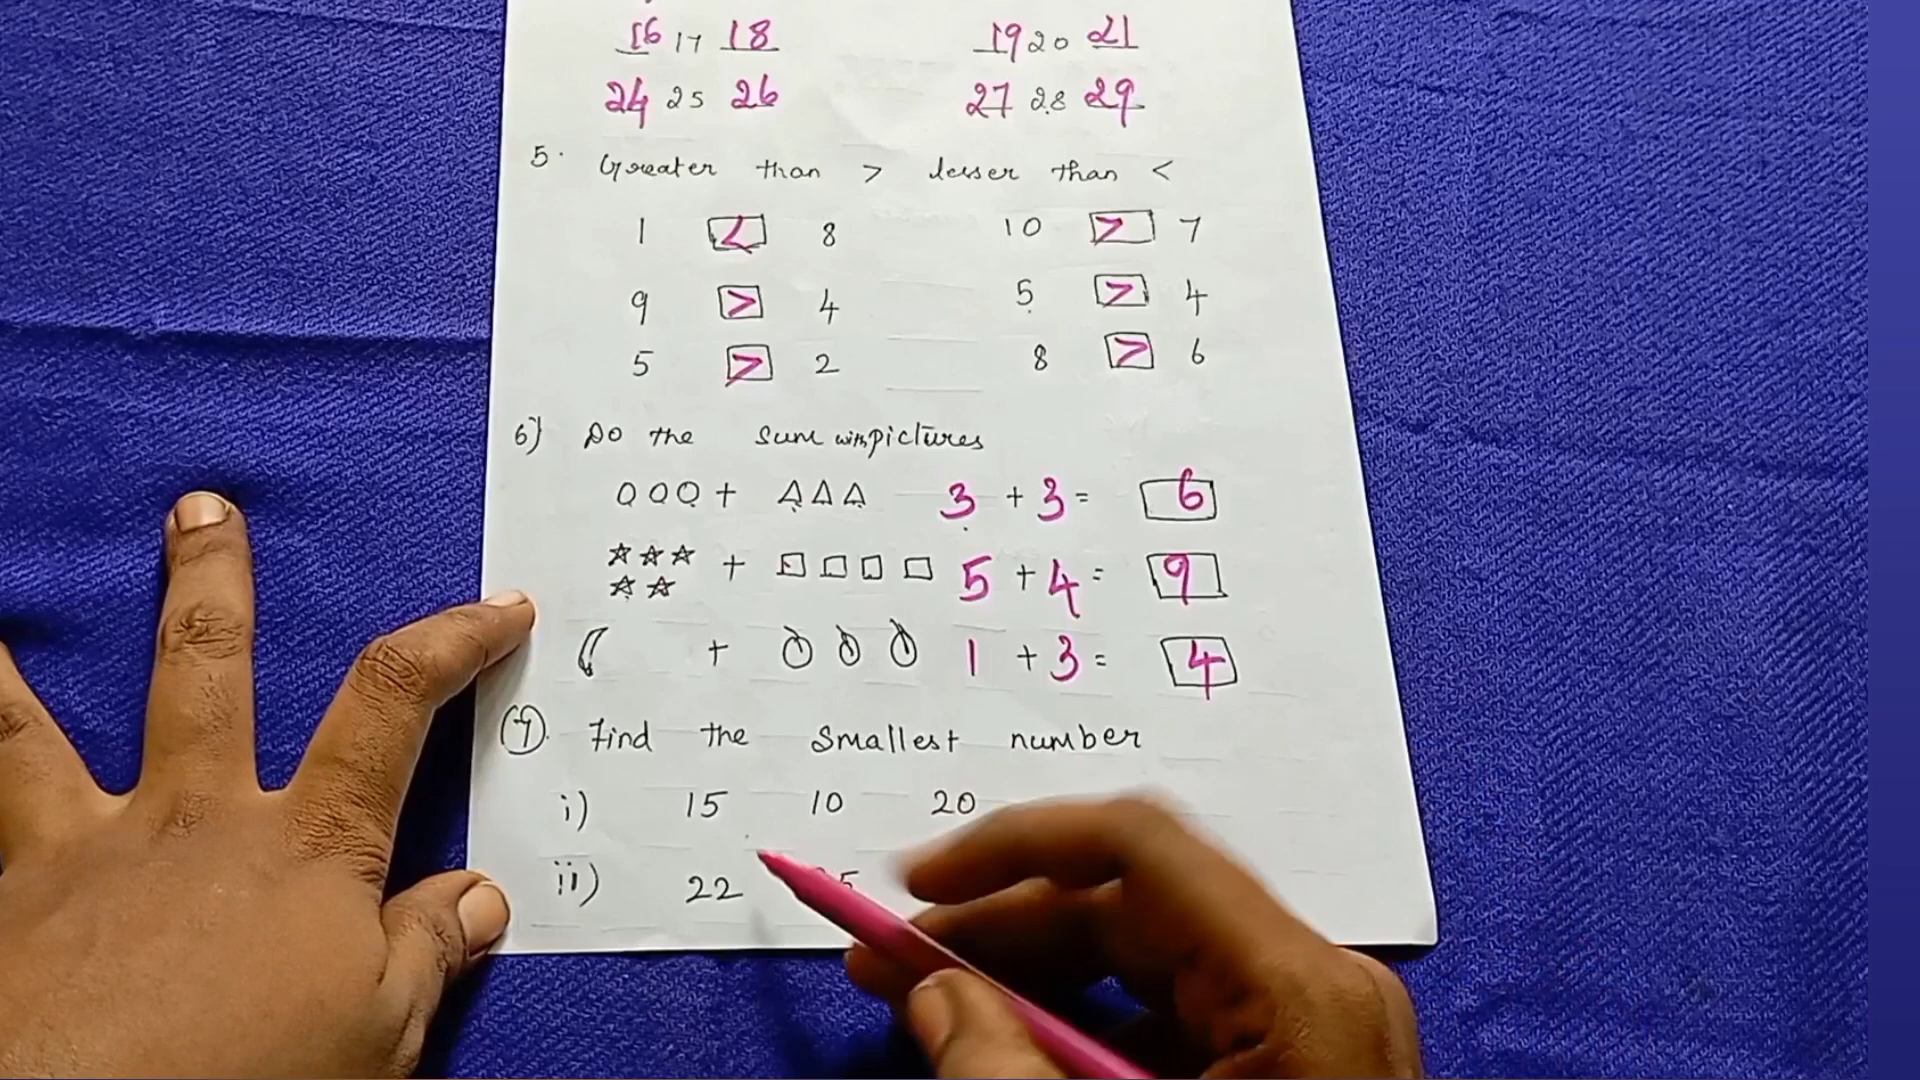 16 17 18 19 20 21
24 25 26 27 28 29
5. Greater than > lesser than <
1 < 8 10 > 7
9 > 4 5 > 4
5 > 2 8 > 6
6) Do the sum with pictures
+ 3 + 3 = 6
+ 5 + 4 = 9
+ 1 + 3 = 4
7. Find the smallest number
i) 15 10 20
ii) 22